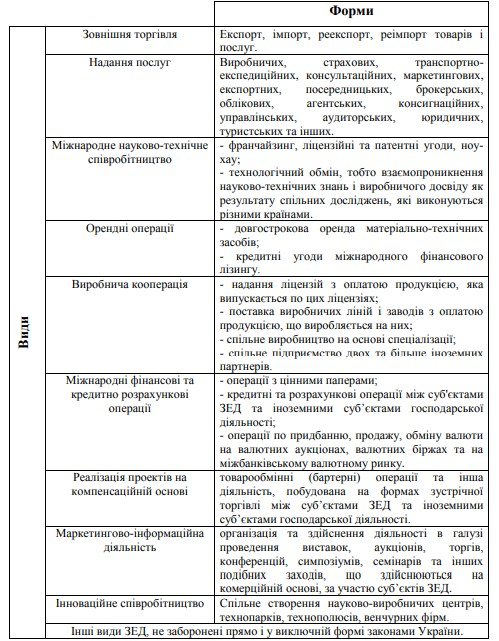 Форми
Види
Зовнішня торгівля
Експорт, імпорт, реекспорт, реімпорт товарів і
послуг.
Надання послуг
Виробничих, страхових, транспортно-
експедиційних, консультаційних, маркетингових,
експортних, посередницьких, брокерських,
облікових, агентських, консигнаційних,
управлінських, аудиторських, юридичних,
туристських та інших.
Міжнародне науково-технічне
співробітництво
- франчайзинг, ліцензійні та патентні угоди, ноу-
хау;
- технологічний обмін, тобто взаємопроникнення
науково-технічних знань і виробничого досвіду як
результату спільних досліджень, які виконуються
різними країнами.
Орендні операції
- довгострокова оренда матеріально-технічних
засобів;
- кредитні угоди міжнародного фінансового
лізингу.
Виробнича кооперація
- надання ліцензій з оплатою продукцією, яка
випускається по цих ліцензіях;
- поставка виробничих ліній і заводів з оплатою
продукцією, що виробляється на них;
- спільне виробництво на основі спеціалізації;
- спільне підприємство двох та більше іноземних
партнерів.
Міжнародні фінансові та
кредитно розрахункові
операції
- операції з цінними паперами;
- кредитні та розрахункові операції між суб'єктами
ЗЕД та іноземними суб’єктами господарської
діяльності;
- операції по придбанню, продажу, обміну валюти
на валютних аукціонах, валютних біржах та на
міжбанківському валютному ринку.
Реалізація проектів на
компенсаційній основі
товарообмінні (бартерні) операції та інша
діяльність, побудована на формах зустрічної
торгівлі між суб’єктами ЗЕД та іноземними
суб’єктами господарської діяльності.
Маркетингово-інформаційна
діяльність
організація та здійснення діяльності в галузі
проведення виставок, аукціонів, торгів,
конференцій, симпозіумів, семінарів та інших
подібних заходів, що здійснюються на
комерційній основі, за участю суб’єктів ЗЕД.
Інноваційне співробітництво
Спільне створення науково-виробничих центрів,
технопарків, технополюсів, венчурних фірм.
Інші види ЗЕД, не заборонені прямо і у виключній формі законами України.